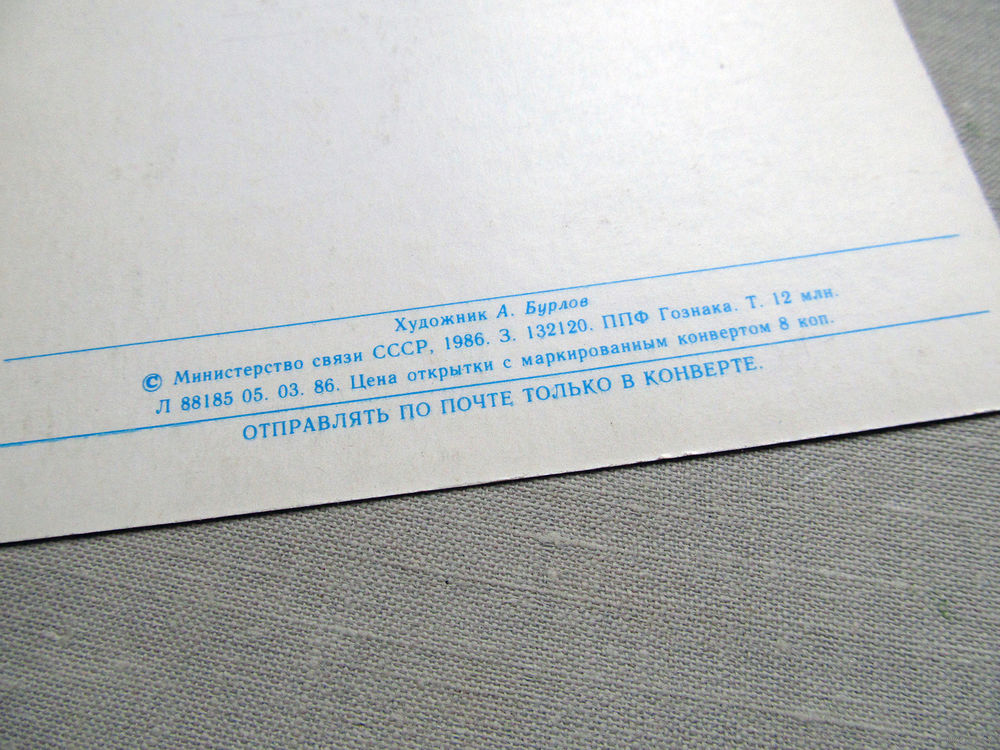 Художник А. Бурлов
© Министерство связи СССР, 1986. З. 132120. ППФ Гознака. Т. 12 млн.
Л 88185 05. 03. 86. Цена открытки с маркированным конвертом 8 коп.
ОТПРАВЛЯТЬ ПО ПОЧТЕ ТОЛЬКО В КОНВЕРТЕ.